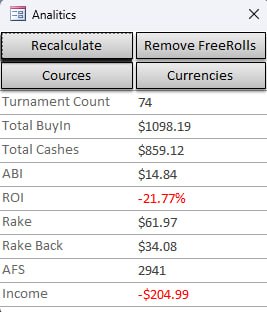 Analitics
Recalculate Remove FreeRolls
Cources Currencies
Turnament Count 74
Total BuyIn $1098.19
Total Cashes $859.12
ABI $14.84
ROI -21.77%
Rake $61.97
Rake Back $34.08
AFS 2941
Income -$204.99